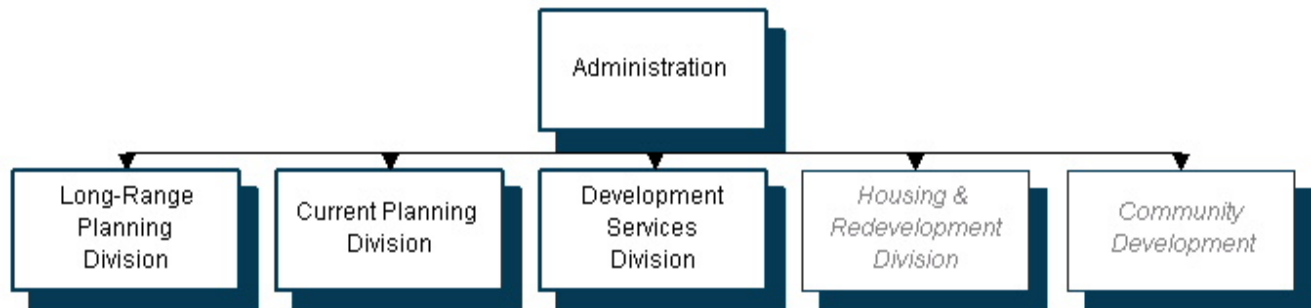 Administration
Long-Range
Planning
Division
Current Planning
Division
Development
Services
Division
Housing &
Redevelopment
Division
Community
Development